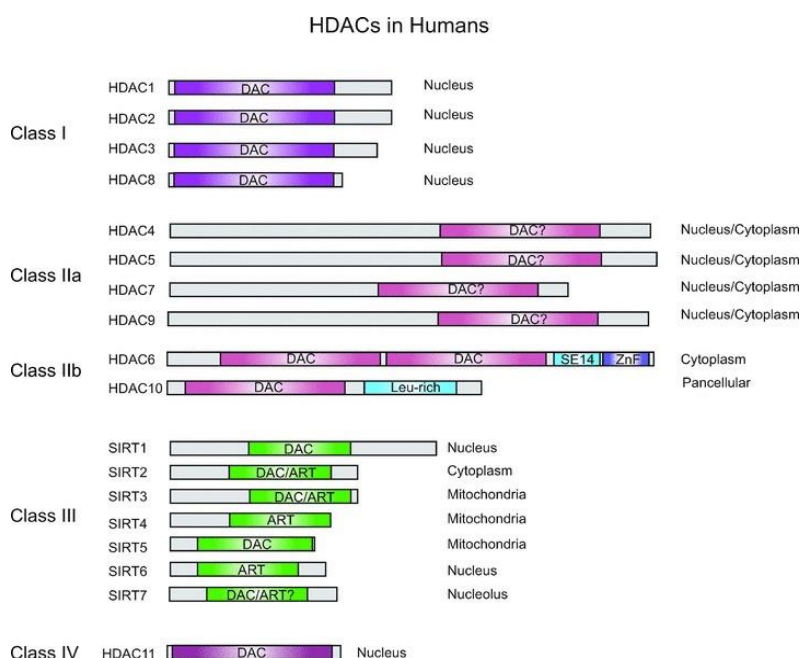 HDACs in Humans
Class I
HDAC1 DAC Nucleus
HDAC2 DAC Nucleus
HDAC3 DAC Nucleus
HDAC8 DAC Nucleus
Class IIa
HDAC4 DAC? Nucleus/Cytoplasm
HDAC5 DAC? Nucleus/Cytoplasm
HDAC7 DAC? Nucleus/Cytoplasm
HDAC9 DAC? Nucleus/Cytoplasm
Class IIb
HDAC6 DAC DAC SE14 ZnF Cytoplasm
HDAC10 DAC Leu-rich Pancellular
Class III
SIRT1 DAC Nucleus
SIRT2 DAC/ART Cytoplasm
SIRT3 DAC/ART Mitochondria
SIRT4 ART Mitochondria
SIRT5 DAC Mitochondria
SIRT6 ART Nucleus
SIRT7 DAC/ART? Nucleolus
Class IV HDAC11 DAC Nucleus